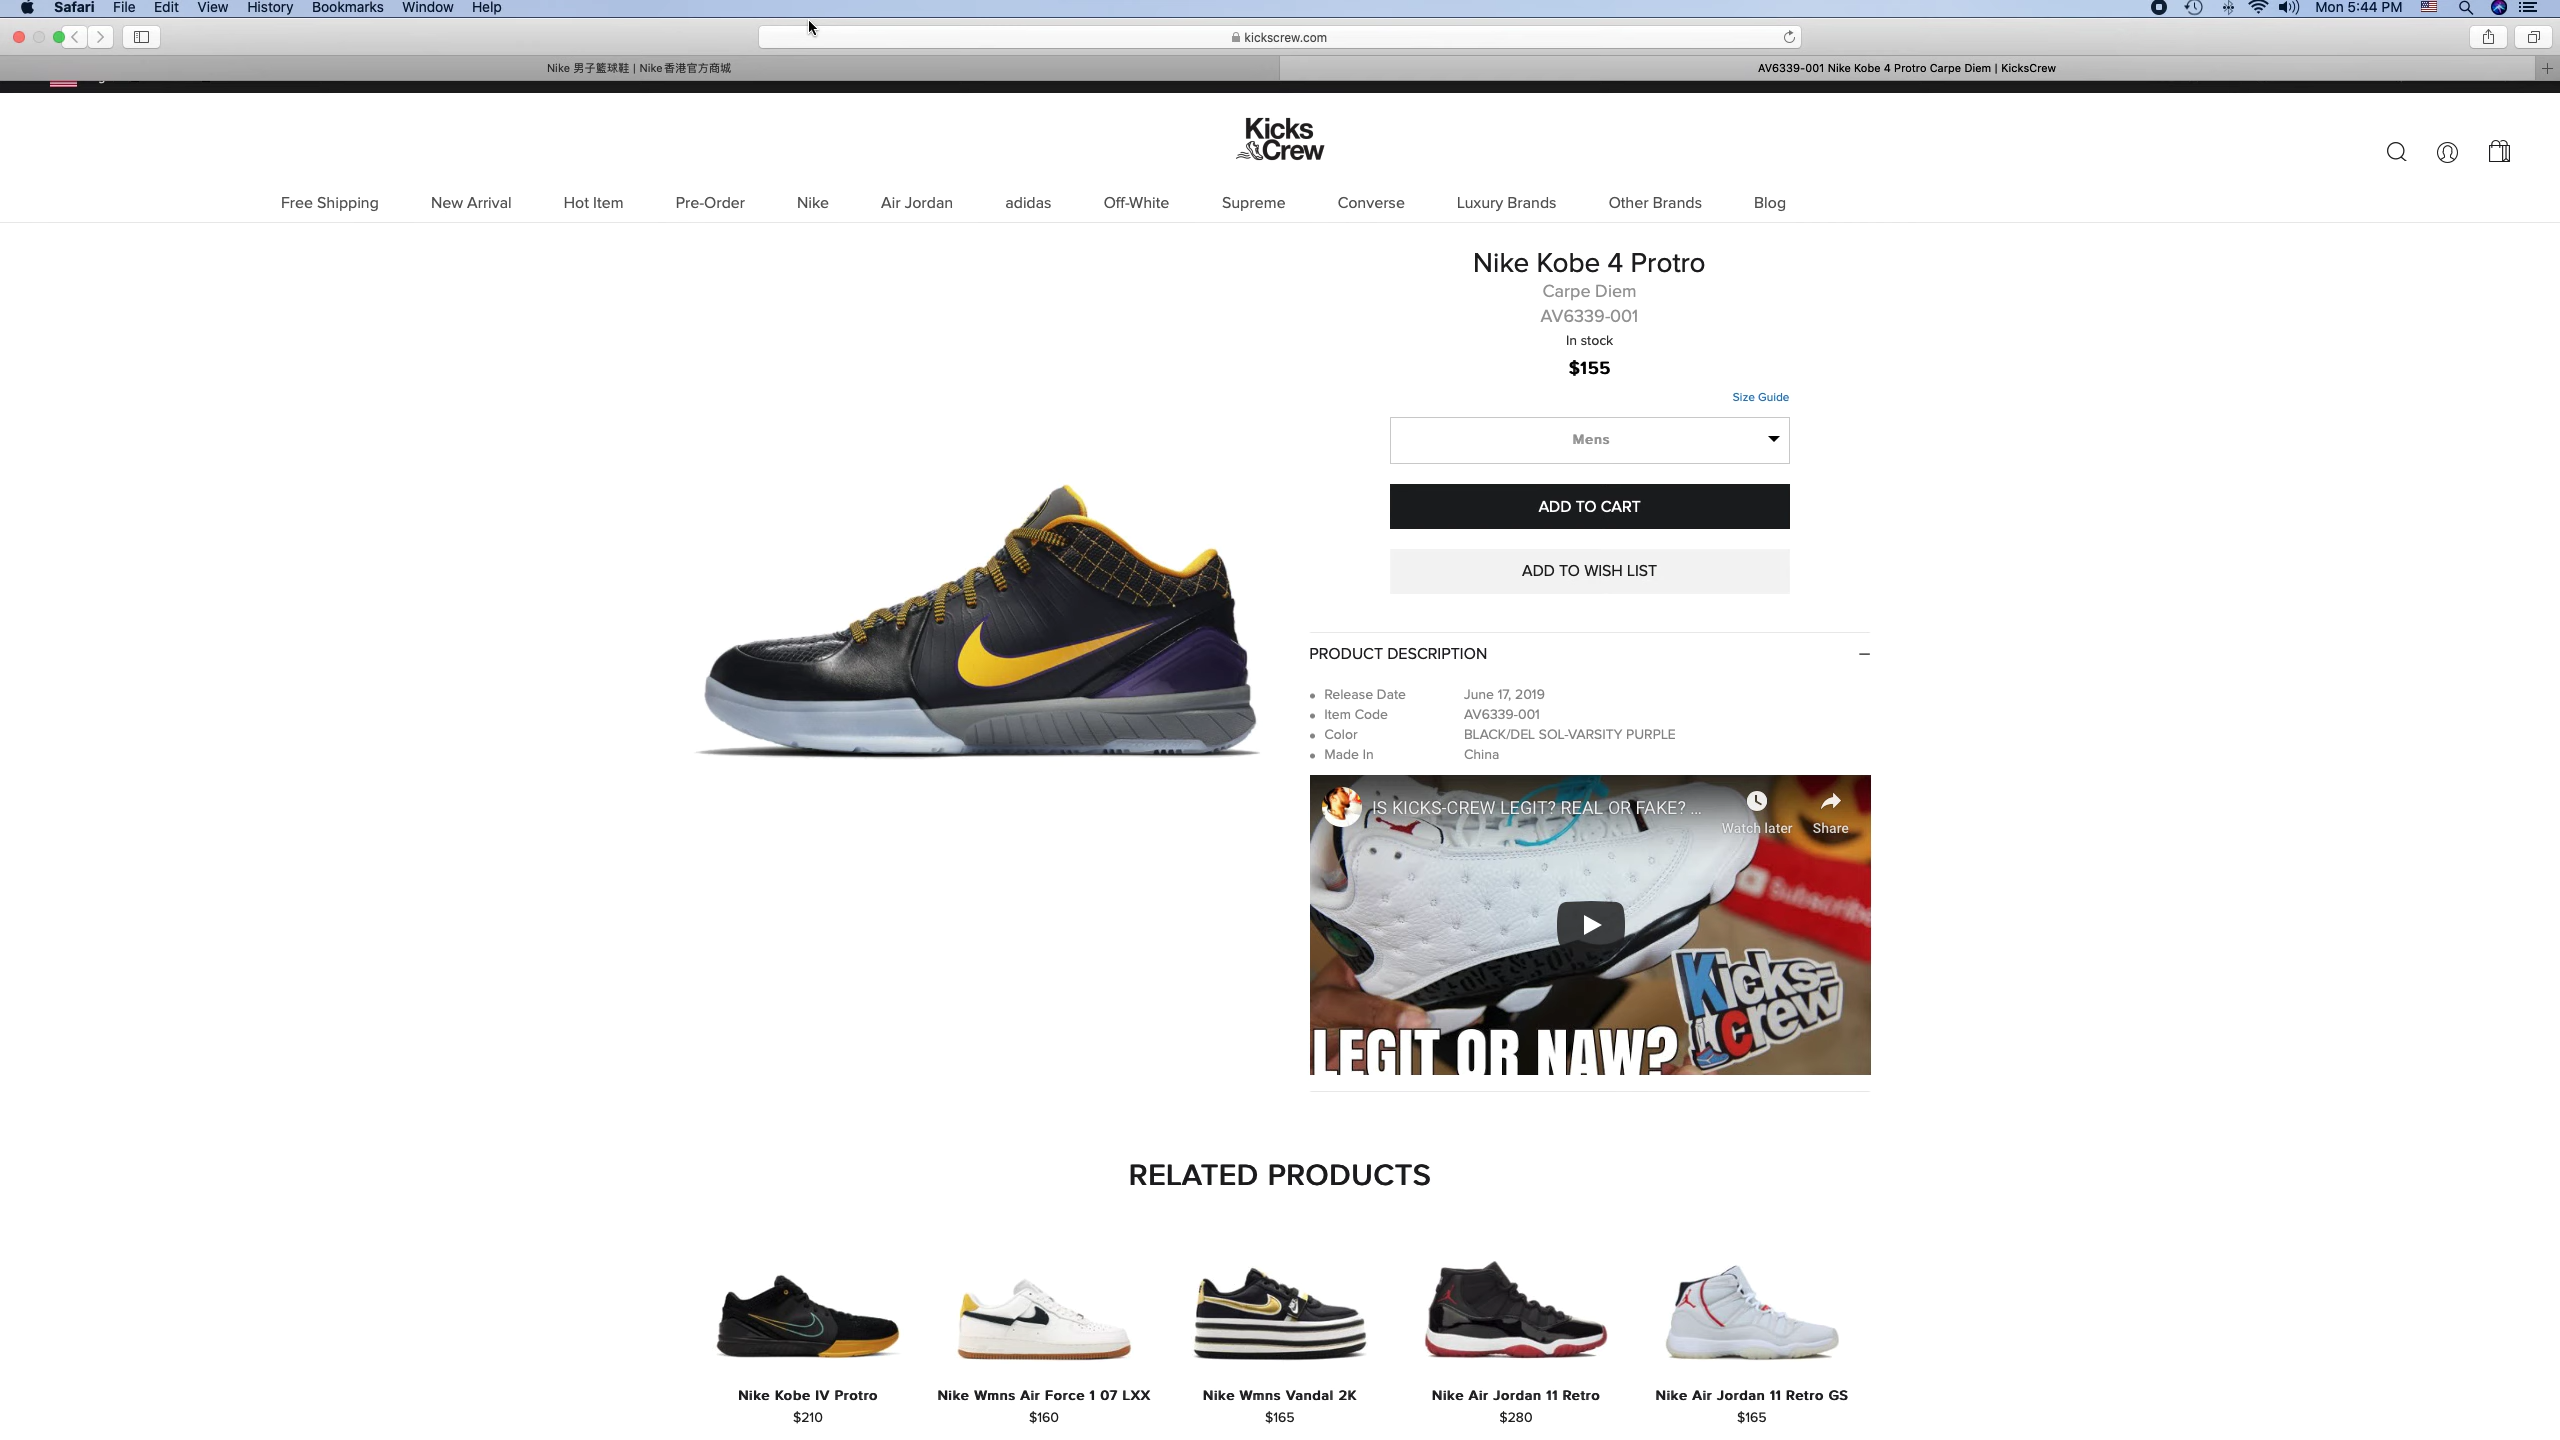 Safari File Edit View History Bookmarks Window Help Mon 5:44 PM
kickscrew.com
Nike 男子籃球鞋 | Nike香港官方商城 AV6339-001 Nike Kobe 4 Protro Carpe Diem | KicksCrew
Kicks
Crew
Free Shipping New Arrival Hot Item Pre-Order Nike Air Jordan adidas Off-White Supreme Converse Luxury Brands Other Brands Blog
Nike Kobe 4 Protro
Carpe Diem
AV6339-001
In stock
$155
Size Guide
Mens
ADD TO CART
ADD TO WISH LIST
PRODUCT DESCRIPTION
Release Date June 17, 2019
Item Code AV6339-001
Color BLACK/DEL SOL-VARSITY PURPLE
Made In China
IS KICKS-CREW LEGIT? REAL OR FAKE? ...
Watch later Share
Subscribe
Kicks-
Crew
LEGIT OR NAW?
RELATED PRODUCTS
Nike Kobe IV Protro Nike Wmns Air Force 1 07 LXX Nike Wmns Vandal 2K Nike Air Jordan 11 Retro Nike Air Jordan 11 Retro GS
$210 $160 $165 $280 $165